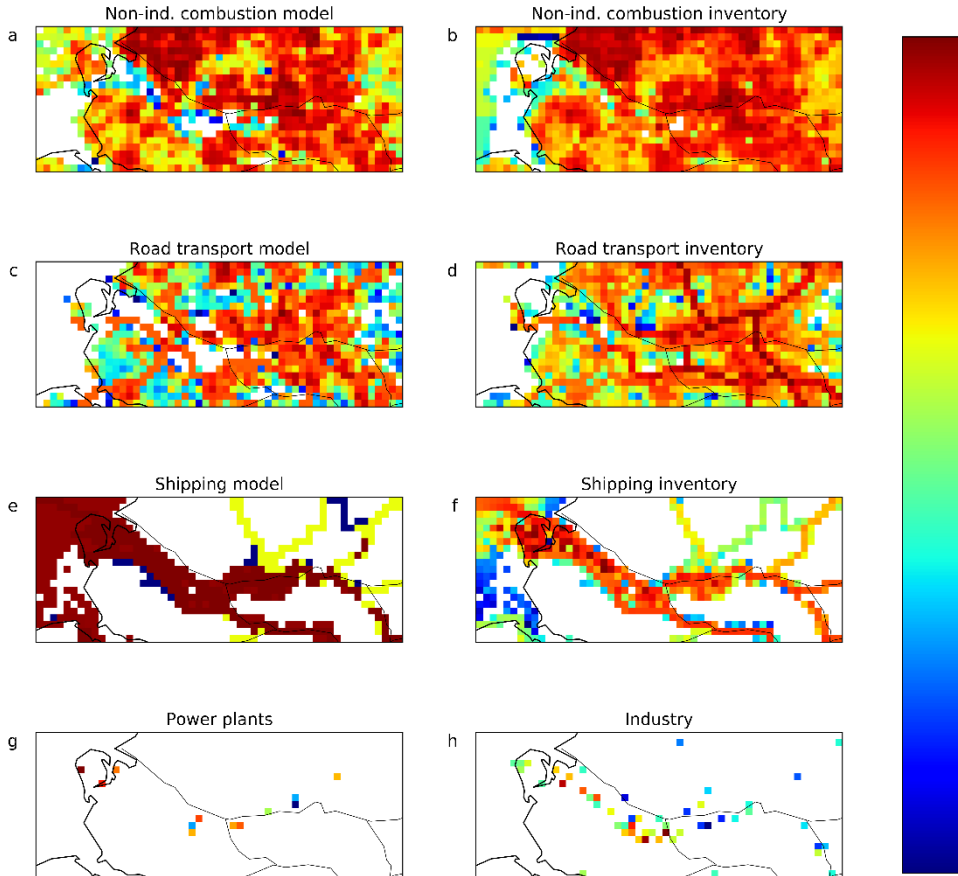 a Non-ind. combustion model
b Non-ind. combustion inventory
c Road transport model
d Road transport inventory
e Shipping model
f Shipping inventory
g Power plants
h Industry